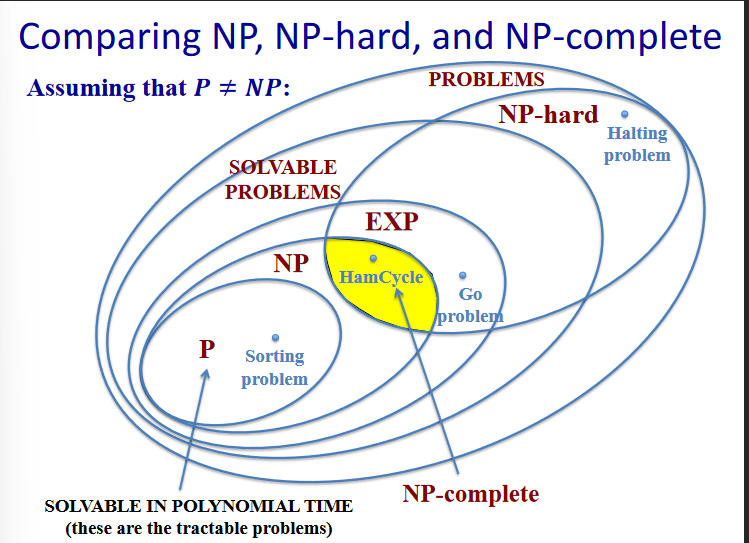 Comparing NP, NP-hard, and NP-complete
Assuming that P ≠ NP:
PROBLEMS
NP-hard
Halting
problem
SOLVABLE
PROBLEMS
EXP
NP
HamCycle
Go
problem
P
Sorting
problem
NP-complete
SOLVABLE IN POLYNOMIAL TIME
(these are the tractable problems)